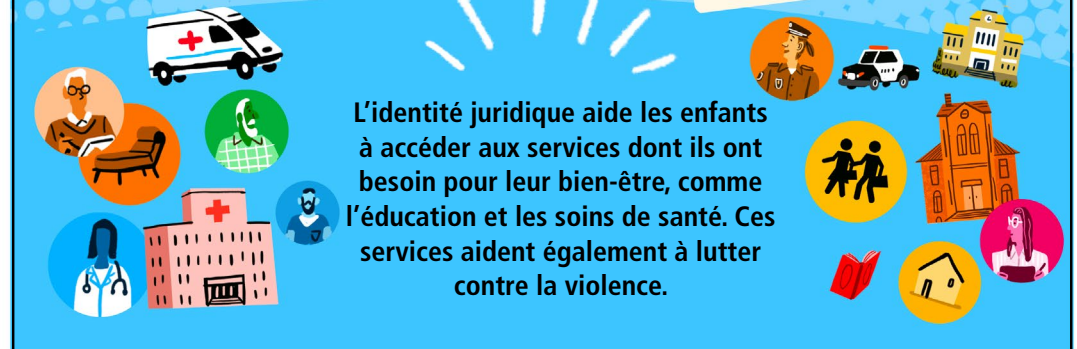 L'identité juridique aide les enfants
à accéder aux services dont ils ont
besoin pour leur bien-être, comme
l'éducation et les soins de santé. Ces
services aident également à lutter
contre la violence.